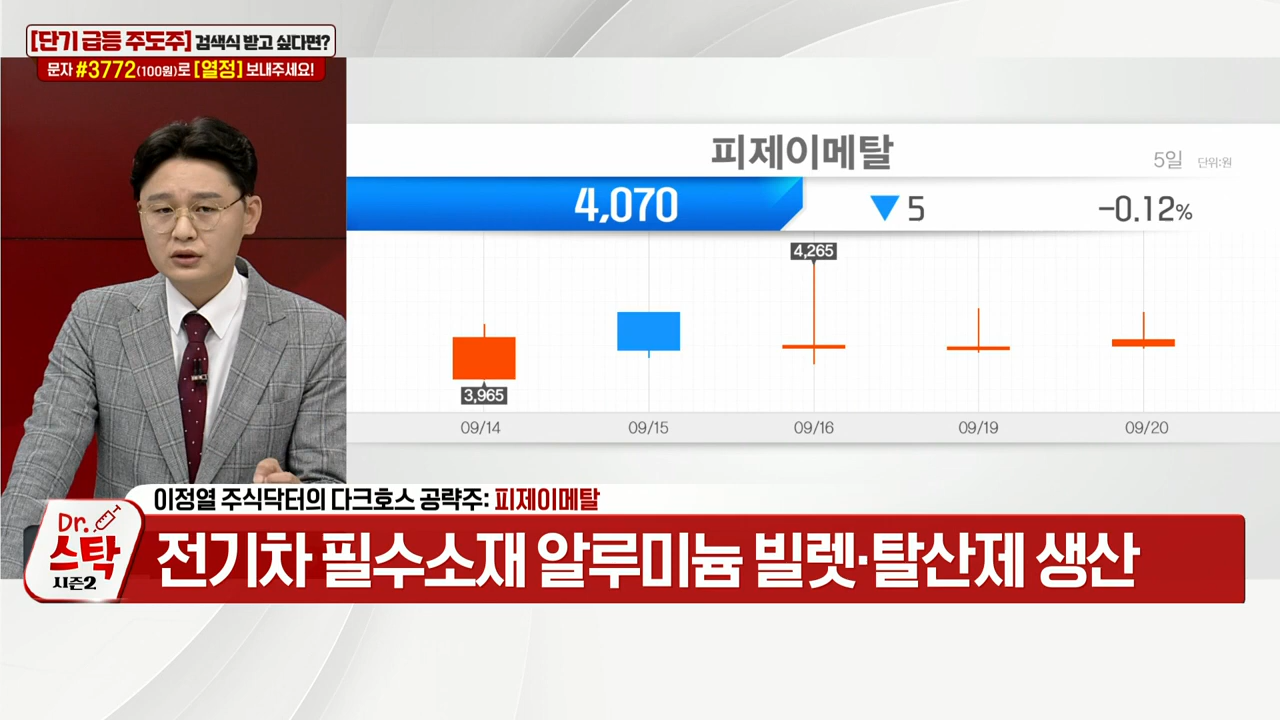 [단기 급등 주도주] 검색식 받고 싶다면?
문자 #3772(100원)로 [열정] 보내주세요!
피제이메탈
5일 단위:원
4,070 ▼5 -0.12%
4,265
3,965
09/14 09/15 09/16 09/19 09/20
이정열 주식닥터의 다크호스 공략주: 피제이메탈
Dr.
스탁
시즌2
전기차 필수소재 알루미늄 빌렛·탈산제 생산